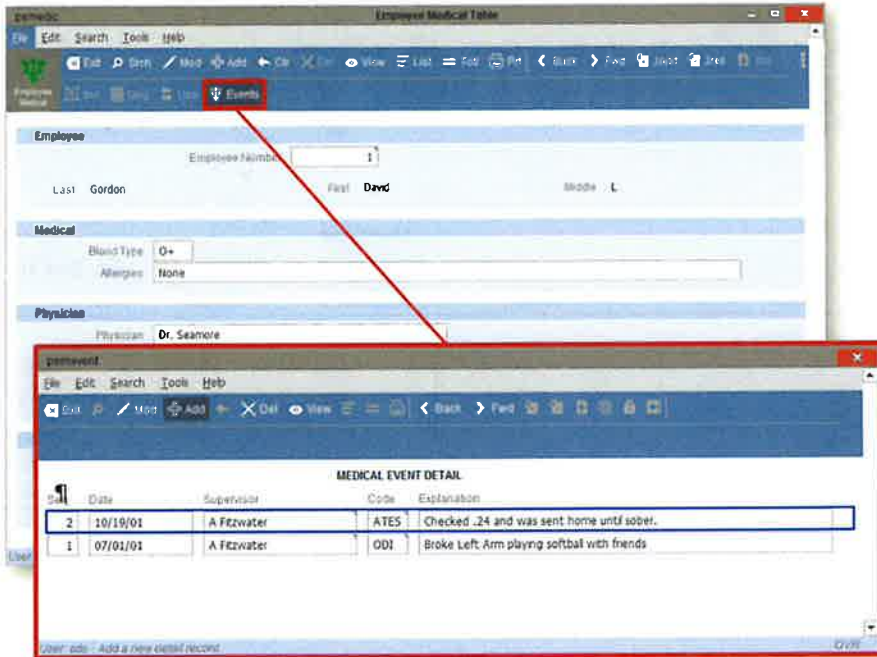 Employee Medical Table
File Edit Search Tools Help
Exit Srch Mod Add Clr View List Prt Back Fwd
Employee Medical
Events
Employee
Employee Number 1
Last Gordon First David Middle L
Medical
Blood Type O+
Allergies None
Physician
Physician Dr. Seamore
File Edit Search Tools Help
Exit Mod Add Del View Back Fwd
MEDICAL EVENT DETAIL
Date Supervisor Code Explanation
2 10/19/01 A Fitzwater ATES Checked .24 and was sent home until sober.
1 07/01/01 A Fitzwater ODI Broke Left Arm playing softball with friends
Add a new detail record